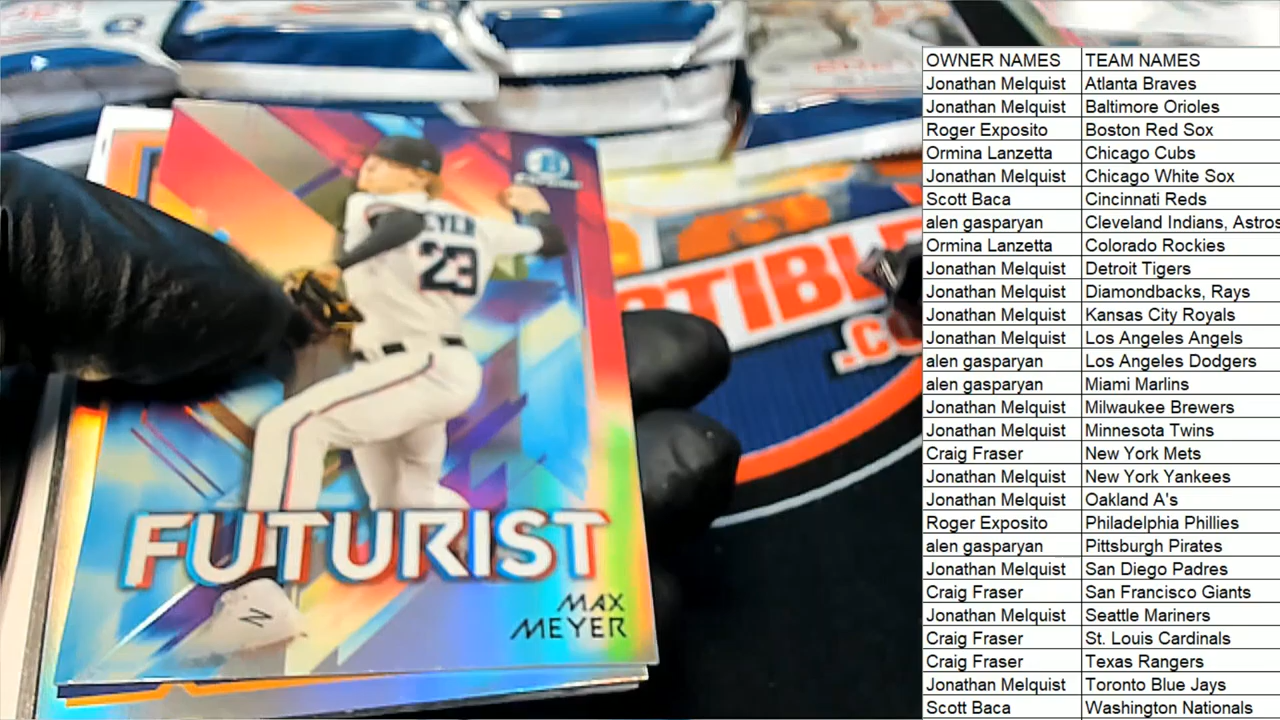 EYER
23
FUTURIST
MAX
MEYER
TIBL
.CO
OWNER NAMES TEAM NAMES
Jonathan Melquist Atlanta Braves
Jonathan Melquist Baltimore Orioles
Roger Exposito Boston Red Sox
Ormina Lanzetta Chicago Cubs
Jonathan Melquist Chicago White Sox
Scott Baca Cincinnati Reds
alen gasparyan Cleveland Indians, Astros
Ormina Lanzetta Colorado Rockies
Jonathan Melquist Detroit Tigers
Jonathan Melquist Diamondbacks, Rays
Jonathan Melquist Kansas City Royals
Jonathan Melquist Los Angeles Angels
alen gasparyan Los Angeles Dodgers
alen gasparyan Miami Marlins
Jonathan Melquist Milwaukee Brewers
Jonathan Melquist Minnesota Twins
Craig Fraser New York Mets
Jonathan Melquist New York Yankees
Jonathan Melquist Oakland A's
Roger Exposito Philadelphia Phillies
alen gasparyan Pittsburgh Pirates
Jonathan Melquist San Diego Padres
Craig Fraser San Francisco Giants
Jonathan Melquist Seattle Mariners
Craig Fraser St. Louis Cardinals
Craig Fraser Texas Rangers
Jonathan Melquist Toronto Blue Jays
Scott Baca Washington Nationals